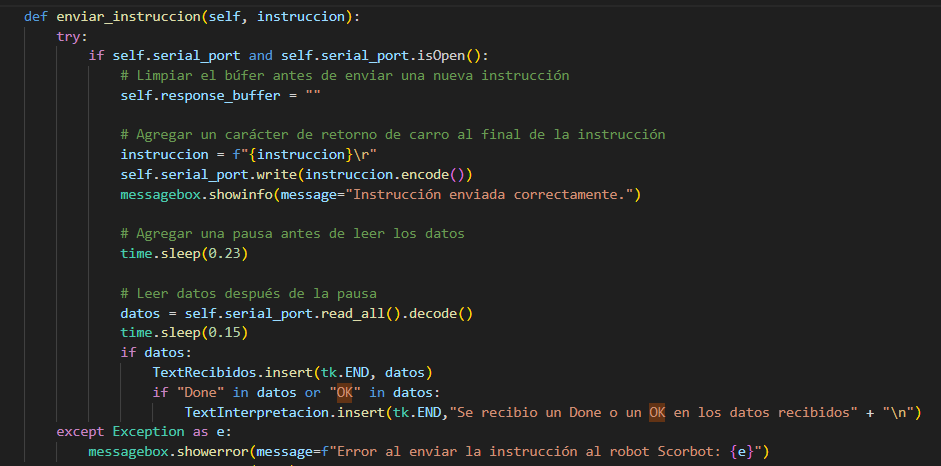 def enviar_instruccion(self, instruccion):
    try:
        if self.serial_port and self.serial_port.isOpen():
            # Limpiar el búfer antes de enviar una nueva instrucción
            self.response_buffer = ""

            # Agregar un carácter de retorno de carro al final de la instrucción
            instruccion = f"{instruccion}\r"
            self.serial_port.write(instruccion.encode())
            messagebox.showinfo(message="Instrucción enviada correctamente.")

            # Agregar una pausa antes de leer los datos
            time.sleep(0.23)

            # Leer datos después de la pausa
            datos = self.serial_port.read_all().decode()
            time.sleep(0.15)
            if datos:
                TextRecibidos.insert(tk.END, datos)
                if "Done" in datos or "OK" in datos:
                    TextInterpretacion.insert(tk.END,"Se recibio un Done o un OK en los datos recibidos" + "\n")
    except Exception as e:
        messagebox.showerror(message=f"Error al enviar la instrucción al robot Scorbot: {e}")